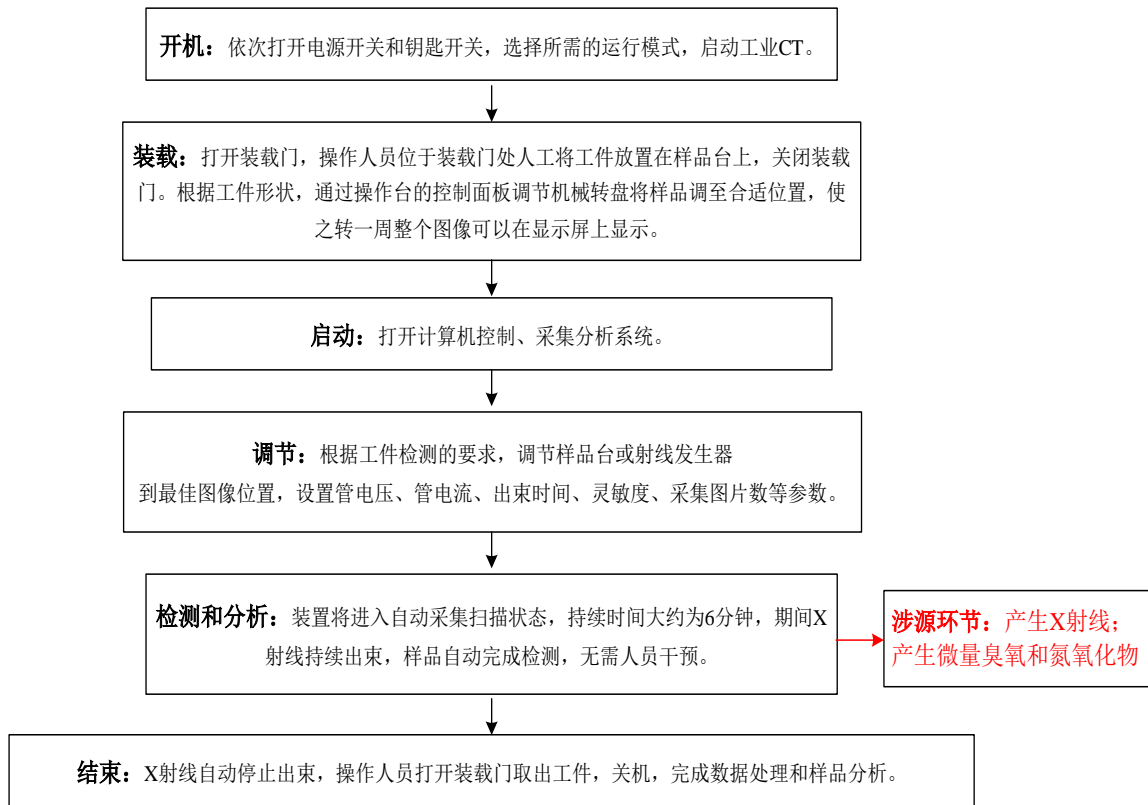 开机：依次打开电源开关和钥匙开关，选择所需的运行模式，启动工业CT。
装载：打开装载门，操作人员位于装载门处人工将工件放置在样品台上，关闭装载
门。根据工件形状，通过操作台的控制面板调节机械转盘将样品调至合适位置，使
之转一周整个图像可以在显示屏上显示。
启动：打开计算机控制、采集分析系统。
调节：根据工件检测的要求，调节样品台或射线发生器
到最佳图像位置，设置管电压、管电流、出束时间、灵敏度、采集图片数等参数。
检测和分析：装置将进入自动采集扫描状态，持续时间大约为6分钟，期间X
射线持续出束，样品自动完成检测，无需人员干预。
涉源环节：产生X射线；
产生微量臭氧和氮氧化物
结束：X射线自动停止出束，操作人员打开装载门取出工件，关机，完成数据处理和样品分析。